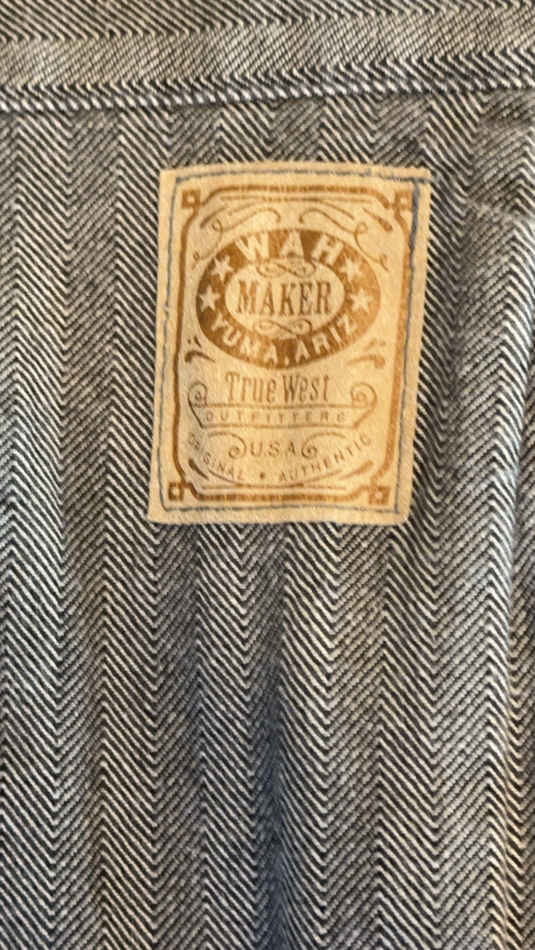 WAH
MAKER
YUMA, ARIZ
True West
OUTFITTERS
U.S.A.
ORIGINAL • AUTHENTIC